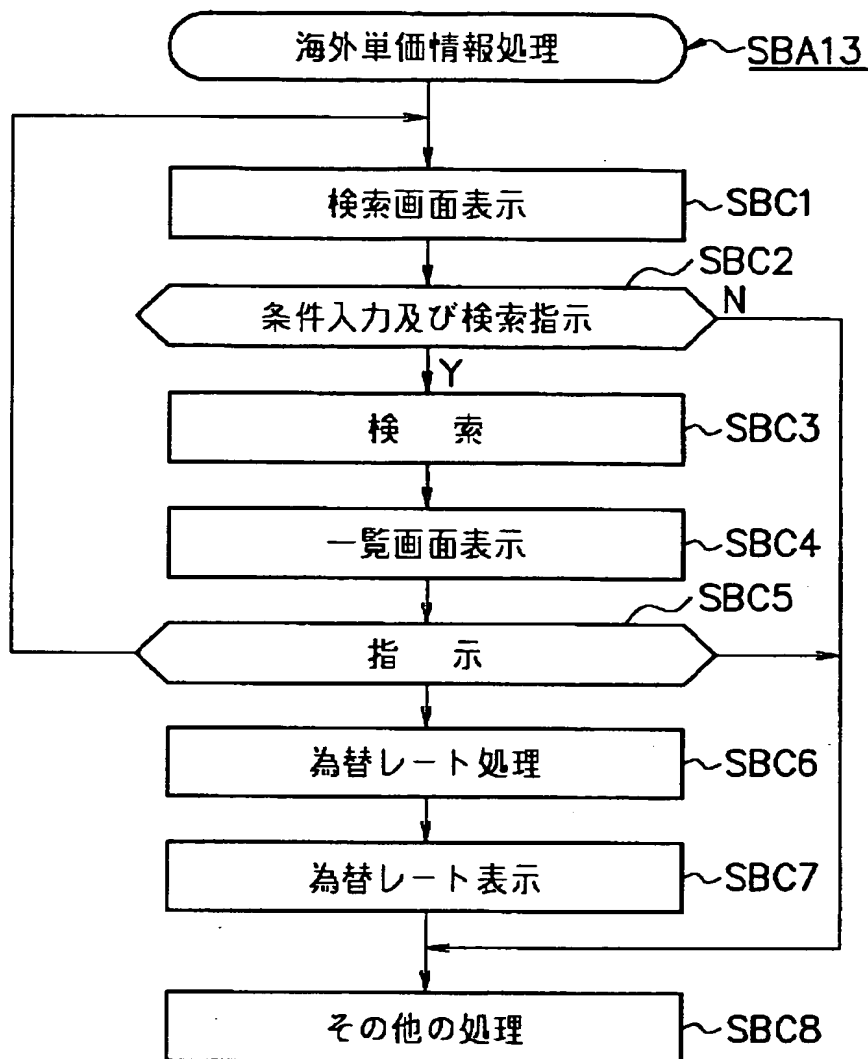 海外単価情報処理
SBA13
検索画面表示
SBC1
SBC2
条件入力及び検索指示
N
Y
検 索
SBC3
一覧画面表示
SBC4
SBC5
指 示
為替レート処理
SBC6
為替レート表示
SBC7
その他の処理
SBC8